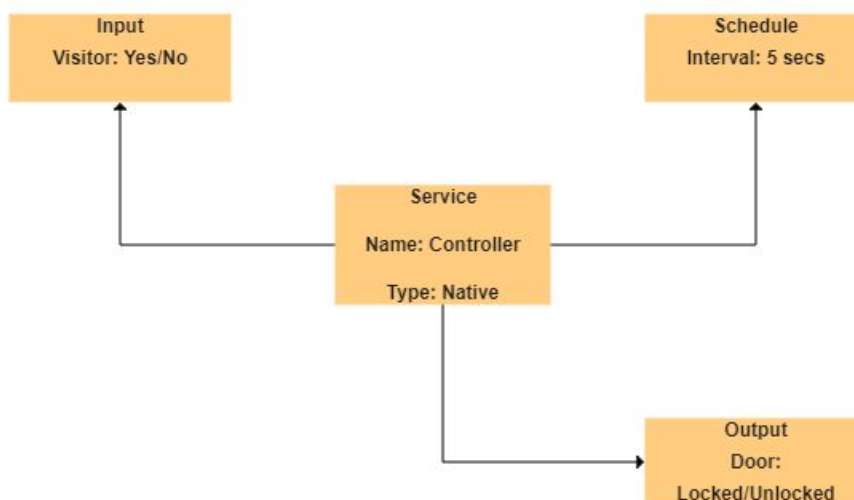 Input
Visitor: Yes/No
Schedule
Interval: 5 secs
Service
Name: Controller
Type: Native
Output
Door:
Locked/Unlocked